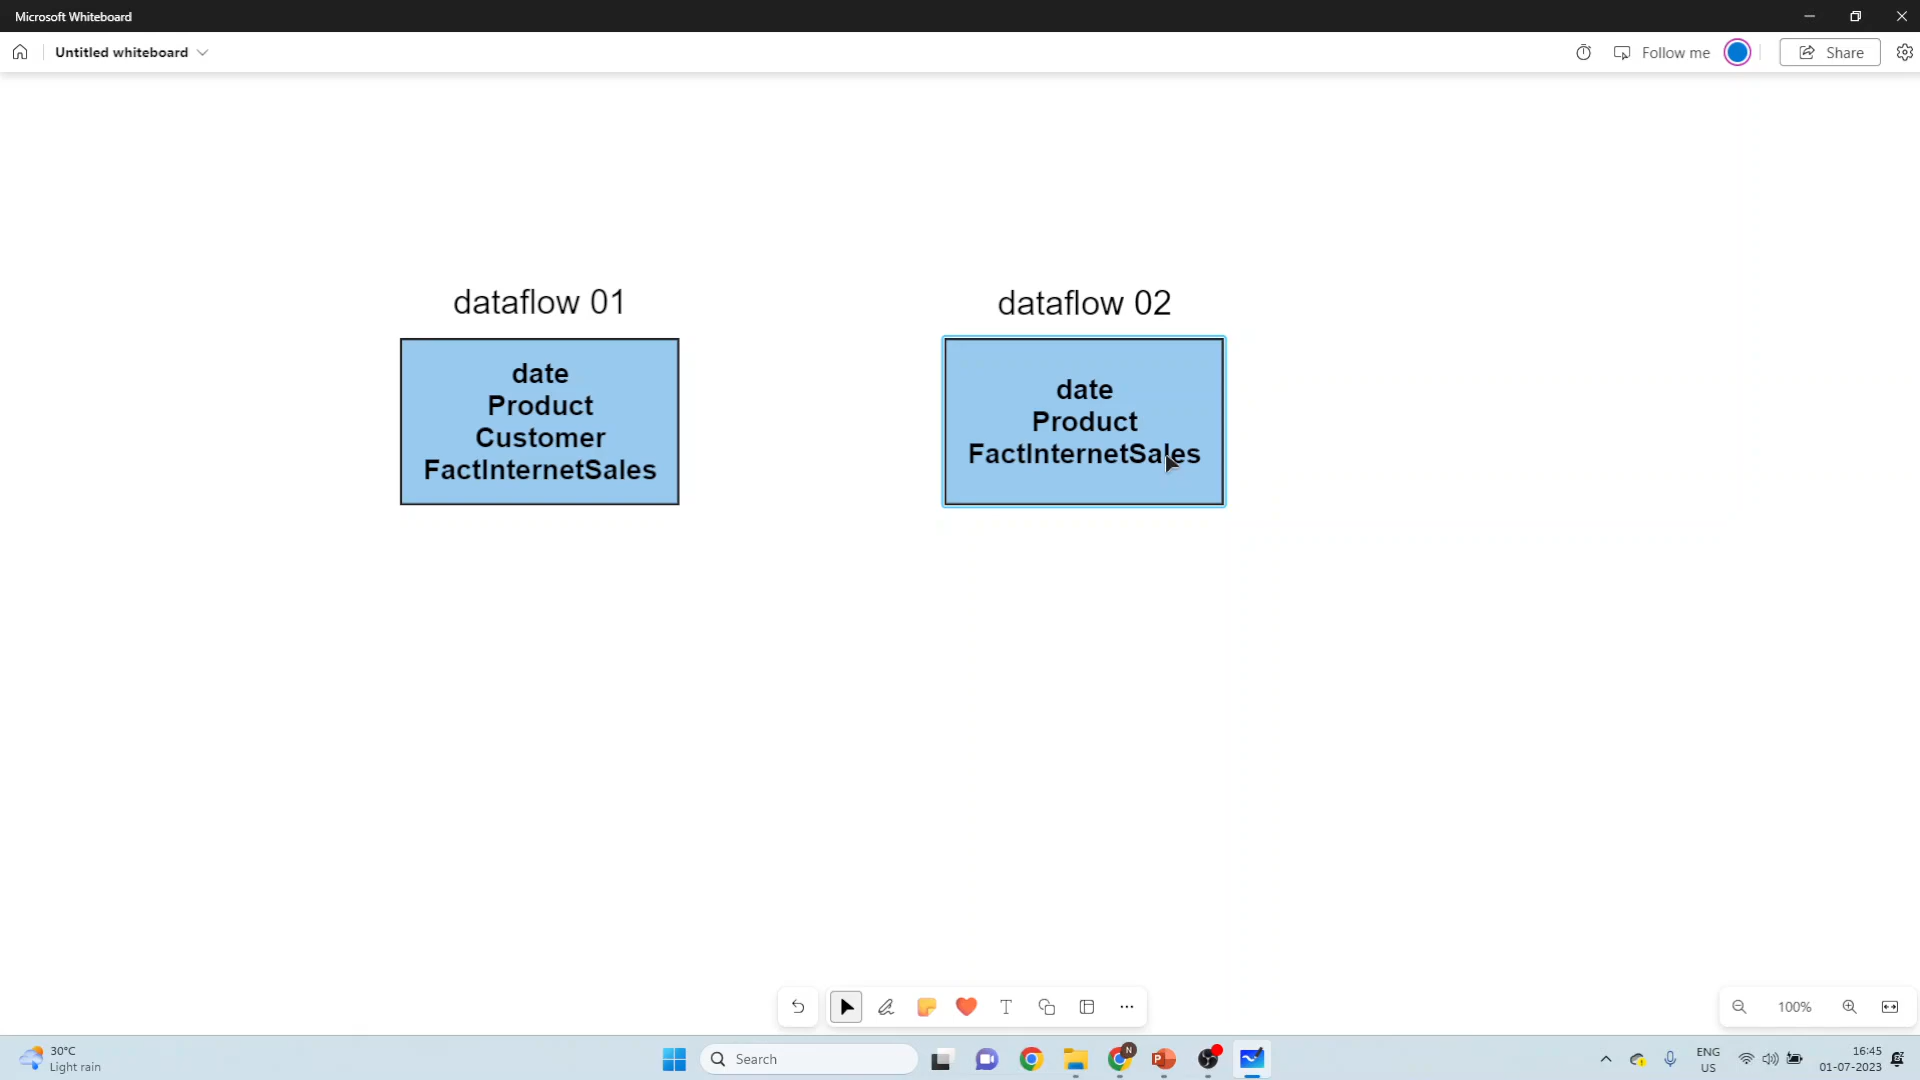 Microsoft Whiteboard
Untitled whiteboard
Follow me
Share
dataflow 01
date
Product
Customer
FactInternetSales
dataflow 02
date
Product
FactInternetSales
T
100%
30°C
Light rain
Search
N
P
ENG
US
16:45
01-07-2023